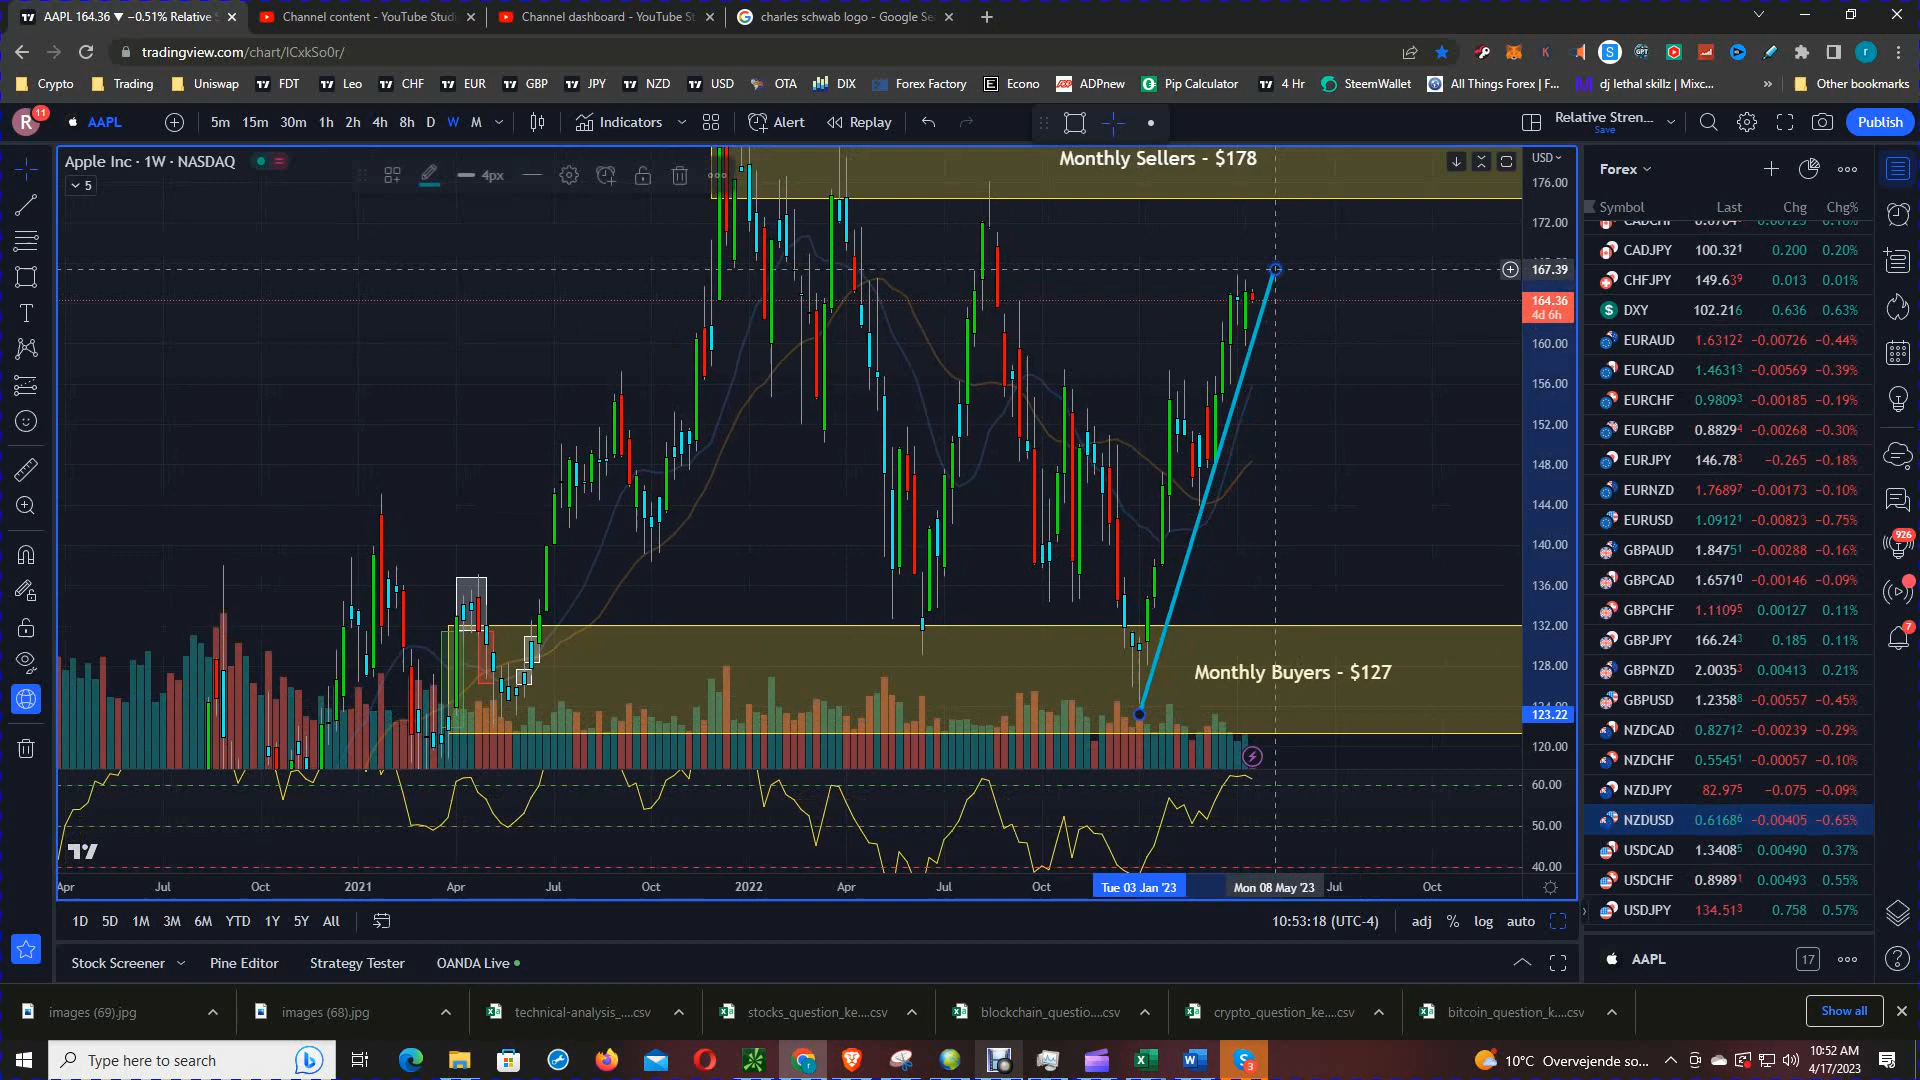 AAPL 164.36 ▼ −0.51% Relative S
Channel content - YouTube Studi
Channel dashboard - YouTube St
charles schwab logo - Google Se
tradingview.com/chart/lCxkSo0r/
Crypto Trading Uniswap FDT Leo CHF EUR GBP JPY NZD USD OTA DIX Forex Factory Econo ADPnew Pip Calculator 4 Hr SteemWallet All Things Forex | F... dj lethal skillz | Mixc... » Other bookmarks
R 11 AAPL 5m 15m 30m 1h 2h 4h 8h D W M Indicators Alert Replay Relative Stren... Save Publish
Apple Inc · 1W · NASDAQ
5
4px
Monthly Sellers - $178
USD
176.00
172.00
167.39
164.36
4d 6h
160.00
156.00
152.00
148.00
144.00
140.00
136.00
132.00
128.00
Monthly Buyers - $127
123.22
120.00
60.00
50.00
40.00
Apr Jul Oct 2021 Apr Jul Oct 2022 Apr Jul Oct Tue 03 Jan '23 Mon 08 May '23 Jul Oct
1D 5D 1M 3M 6M YTD 1Y 5Y All 10:53:18 (UTC-4) adj % log auto
Stock Screener Pine Editor Strategy Tester OANDA Live
Forex
Symbol Last Chg Chg%
CADJPY 100.321 0.200 0.20%
CHFJPY 149.639 0.013 0.01%
DXY 102.216 0.636 0.63%
EURAUD 1.63122 −0.00726 −0.44%
EURCAD 1.46313 −0.00569 −0.39%
EURCHF 0.98093 −0.00185 −0.19%
EURGBP 0.88294 −0.00268 −0.30%
EURJPY 146.783 −0.265 −0.18%
EURNZD 1.76897 −0.00173 −0.10%
EURUSD 1.09121 −0.00823 −0.75%
GBPAUD 1.84751 −0.00288 −0.16%
GBPCAD 1.65710 −0.00146 −0.09%
GBPCHF 1.11095 0.00127 0.11%
GBPJPY 166.243 0.185 0.11%
GBPNZD 2.00353 0.00413 0.21%
GBPUSD 1.23588 −0.00557 −0.45%
NZDCAD 0.82712 −0.00239 −0.29%
NZDCHF 0.55451 −0.00057 −0.10%
NZDJPY 82.975 −0.075 −0.09%
NZDUSD 0.61686 −0.00405 −0.65%
USDCAD 1.34085 0.00490 0.37%
USDCHF 0.89891 0.00493 0.55%
USDJPY 134.513 0.758 0.57%
AAPL 17
926
7
images (69).jpg
images (68).jpg
technical-analysis_....csv
stocks_question_ke....csv
blockchain_questio....csv
crypto_question_ke....csv
bitcoin_question_k....csv
Show all
Type here to search
10°C Overvejende so...
10:52 AM
4/17/2023